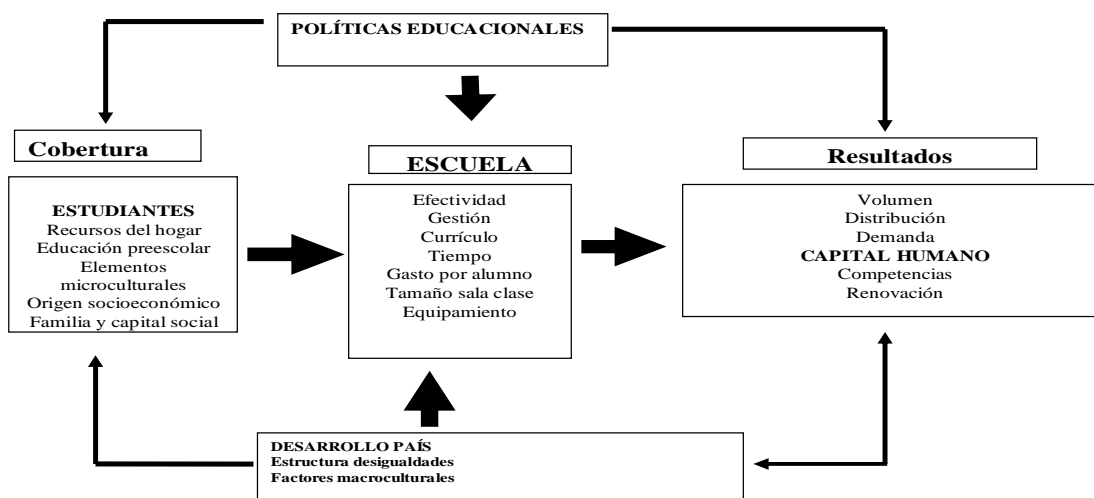 POLÍTICAS EDUCACIONALES
Cobertura
ESCUELA
Resultados
ESTUDIANTES
Recursos del hogar
Educación preescolar
Elementos
microculturales
Origen socioeconómico
Familia y capital social
Efectividad
Gestión
Currículo
Tiempo
Gasto por alumno
Tamaño sala clase
Equipamiento
Volumen
Distribución
Demanda
CAPITAL HUMANO
Competencias
Renovación
DESARROLLO PAÍS
Estructura desigualdades
Factores macroculturales